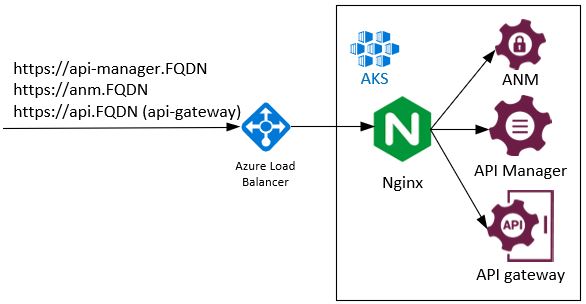 https://api-manager.FQDN
https://anm.FQDN
https://api.FQDN (api-gateway)
Azure Load
Balancer
AKS
N
Nginx
ANM
API Manager
API
API gateway